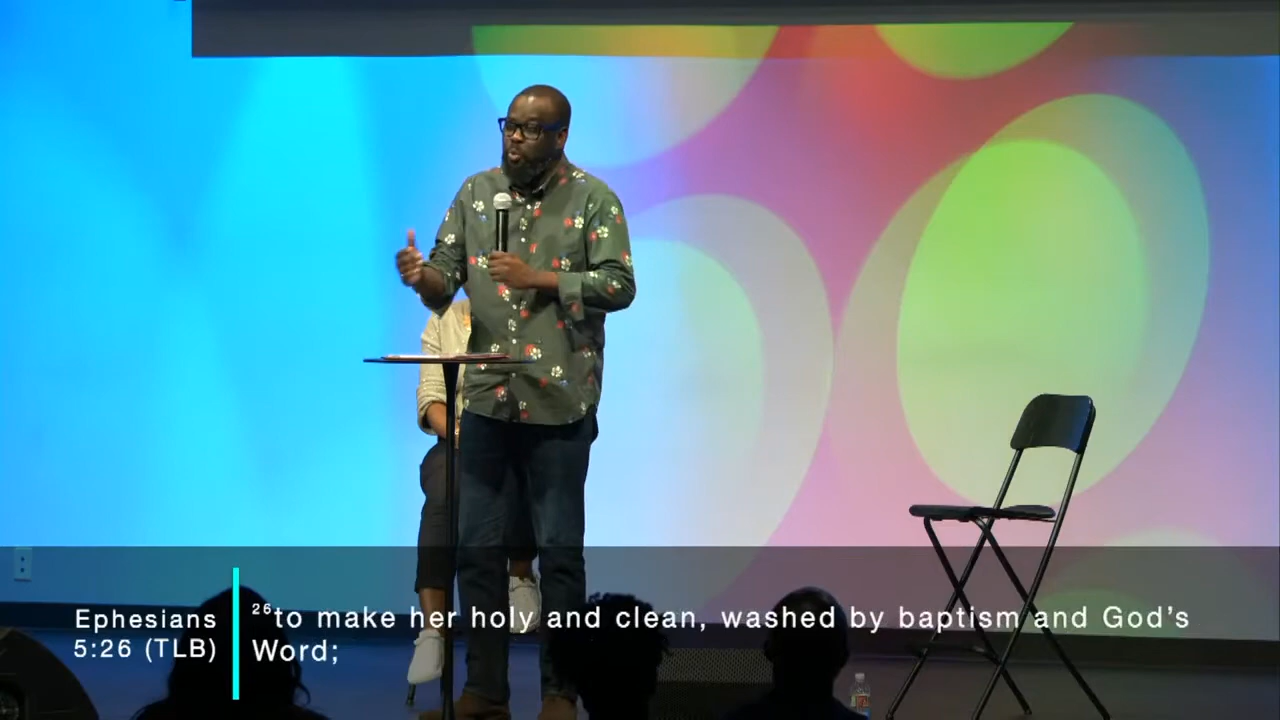 Ephesians
5:26 (TLB)
26to make her holy and clean, washed by baptism and God's
Word;